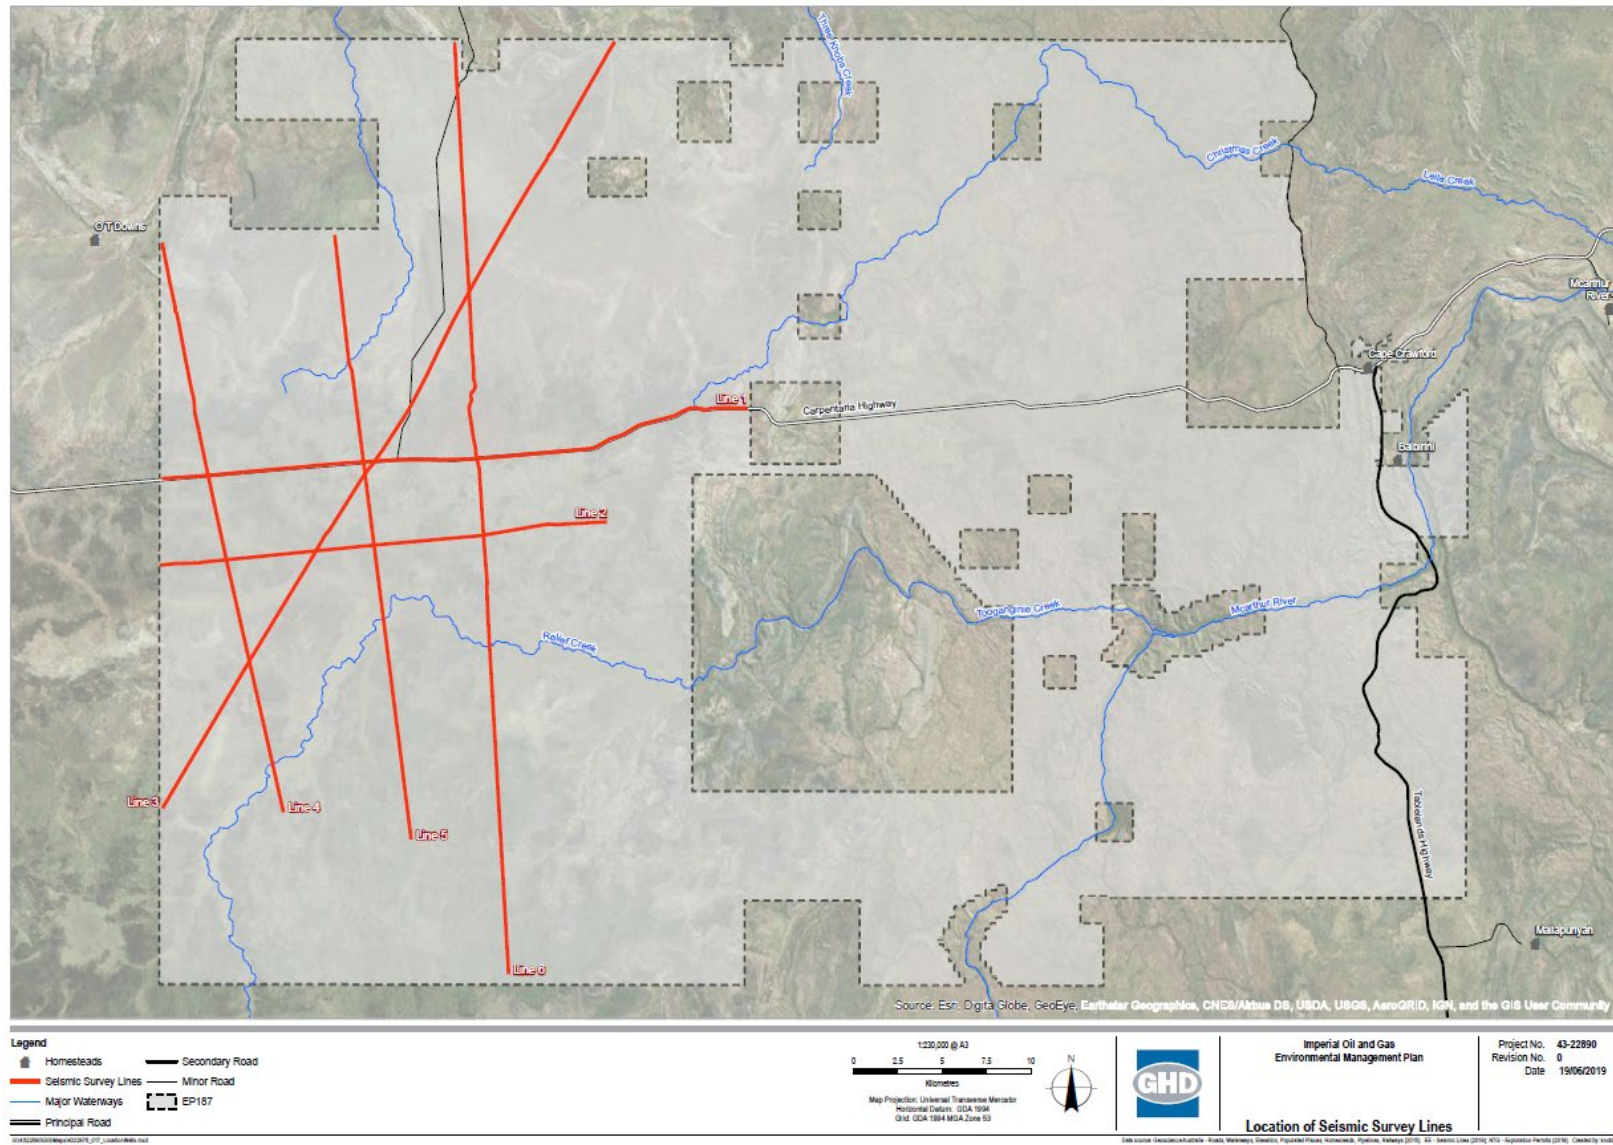 Three Knobs Creek
Christmas Creek
Leila Creek
O T Downs
Mcarthur
River
Cape Crawford
Line 1
Carpentaria Highway
Balbirini
Line 2
Tooganginie Creek
Mcarthur River
Relief Creek
Line 3
Line 4
Line 5
Tablelands Highway
Mallapunyan
Line 6
Source: Esri, Digital Globe, GeoEye, Earthstar Geographics, CNES/Airbus DS, USDA, USGS, AeroGRID, IGN, and the GIS User Community
Legend
Homesteads
Secondary Road
Seismic Survey Lines
Minor Road
Major Waterways
EP187
Principal Road
1:230,000 @ A3
0 2.5 5 7.5 10
Kilometres
Map Projection: Universal Transverse Mercator
Horizontal Datum: GDA 1994
Grid: GDA 1994 MGA Zone 53
N
GHD
Imperial Oil and Gas
Environmental Management Plan
Location of Seismic Survey Lines
Project No. 43-22890
Revision No. 0
Date 19/06/2019